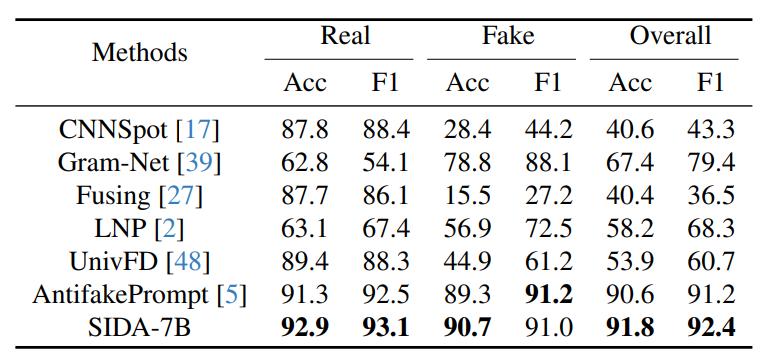 Methods Real Fake Overall
Acc F1 Acc F1 Acc F1
CNNSpot [17] 87.8 88.4 28.4 44.2 40.6 43.3
Gram-Net [39] 62.8 54.1 78.8 88.1 67.4 79.4
Fusing [27] 87.7 86.1 15.5 27.2 40.4 36.5
LNP [2] 63.1 67.4 56.9 72.5 58.2 68.3
UnivFD [48] 89.4 88.3 44.9 61.2 53.9 60.7
AntifakePrompt [5] 91.3 92.5 89.3 91.2 90.6 91.2
SIDA-7B 92.9 93.1 90.7 91.0 91.8 92.4